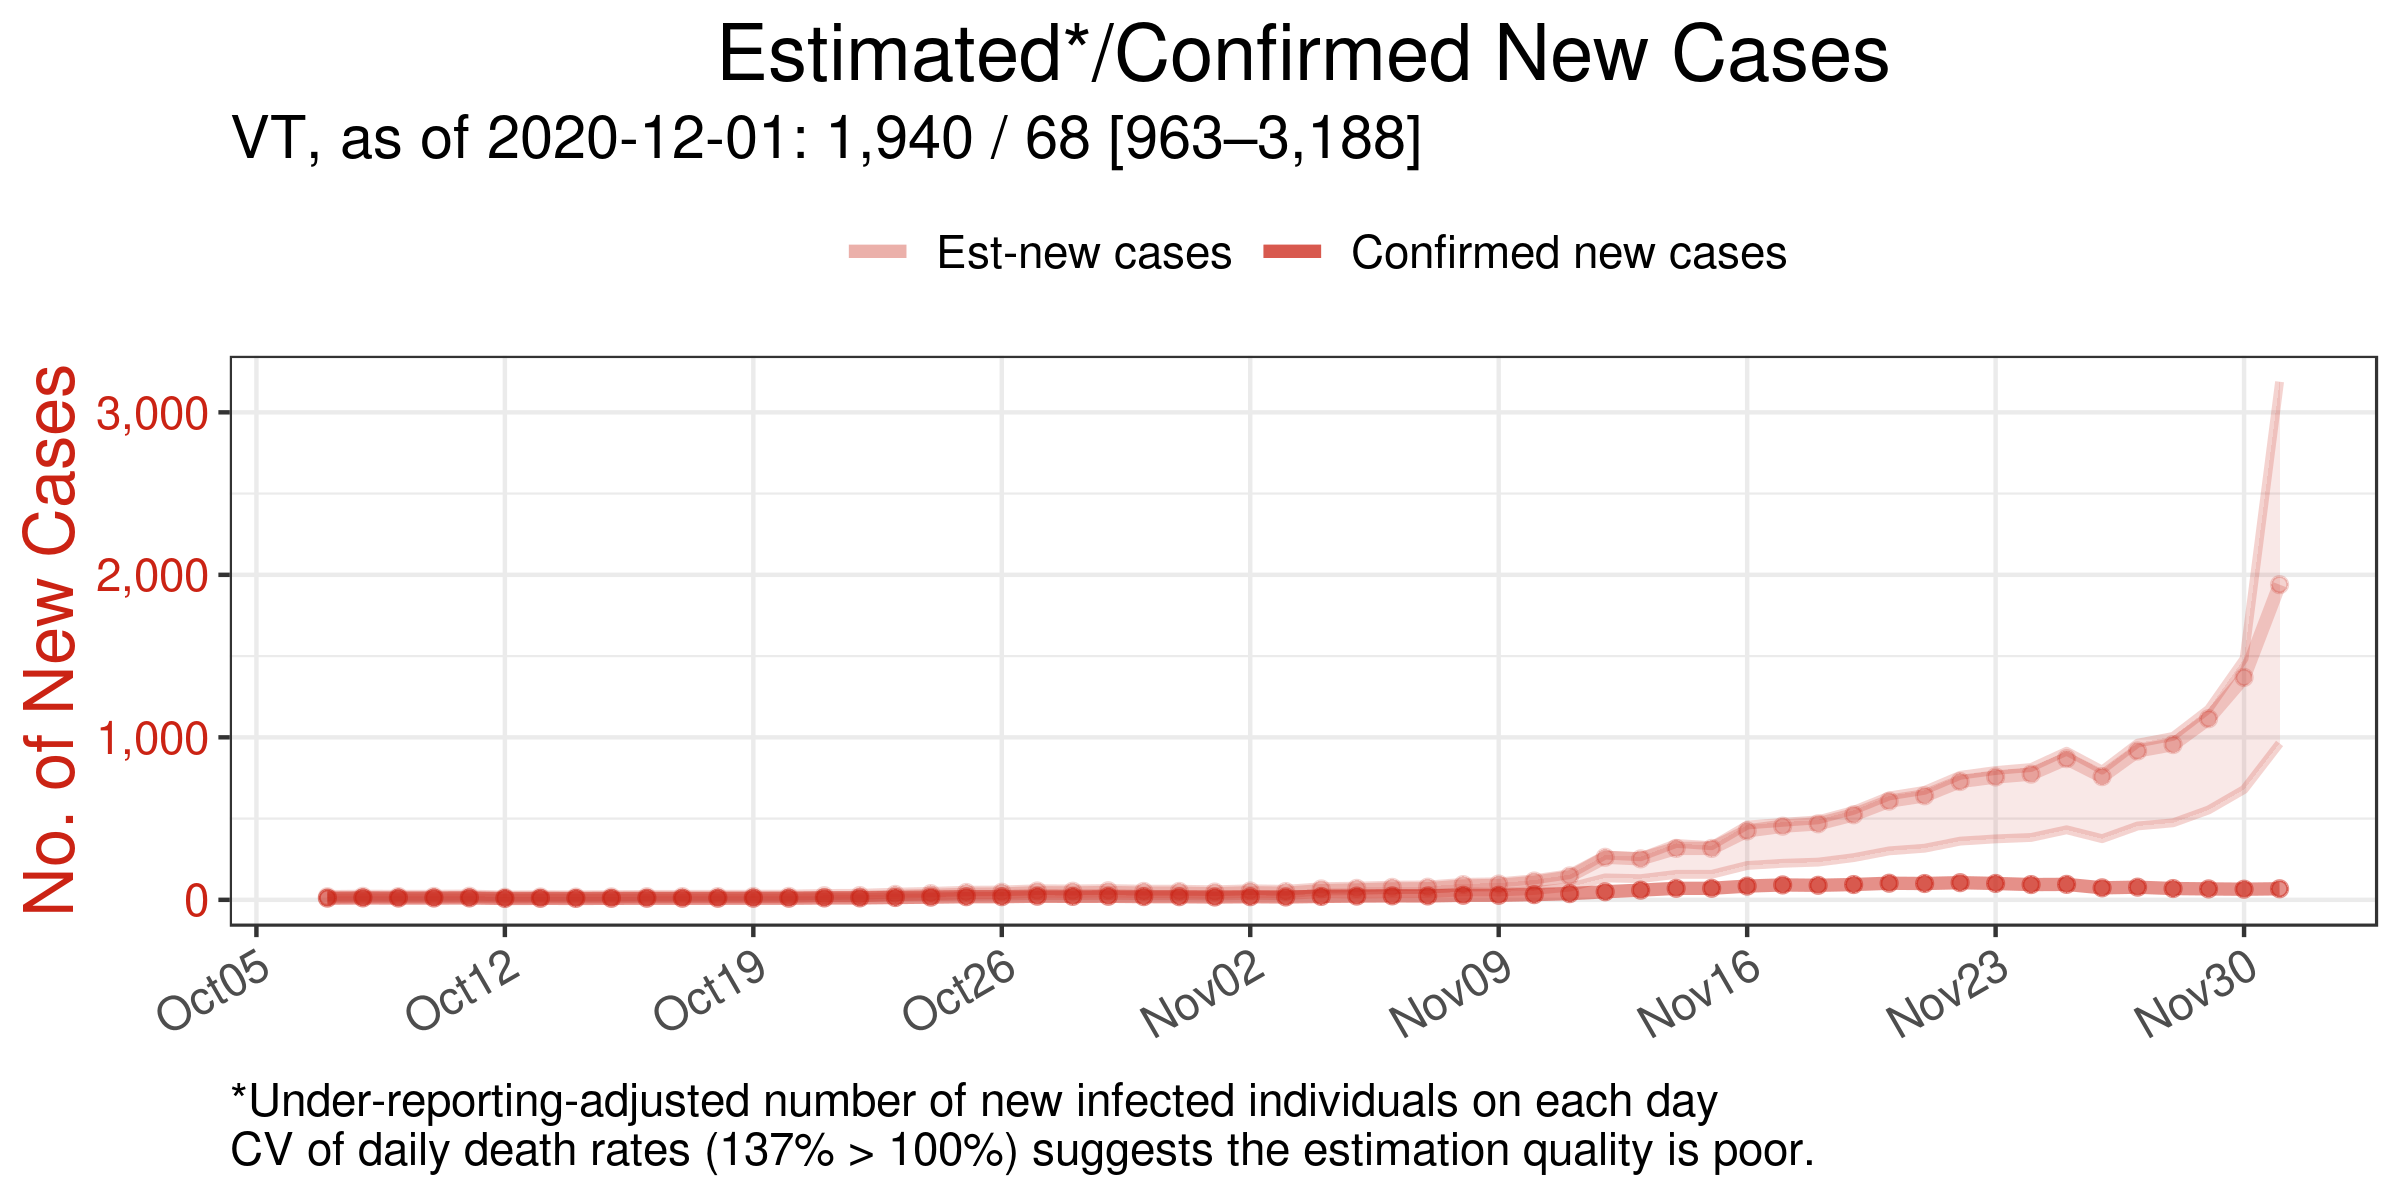 Estimated*/Confirmed New Cases
VT, as of 2020-12-01: 1,940 / 68 [963–3,188]
Est-new cases
Confirmed new cases
No. of New Cases
3,000
2,000
1,000
0
Oct05
Oct12
Oct19
Oct26
Nov02
Nov09
Nov16
Nov23
Nov30
*Under-reporting-adjusted number of new infected individuals on each day
CV of daily death rates (137% > 100%) suggests the estimation quality is poor.